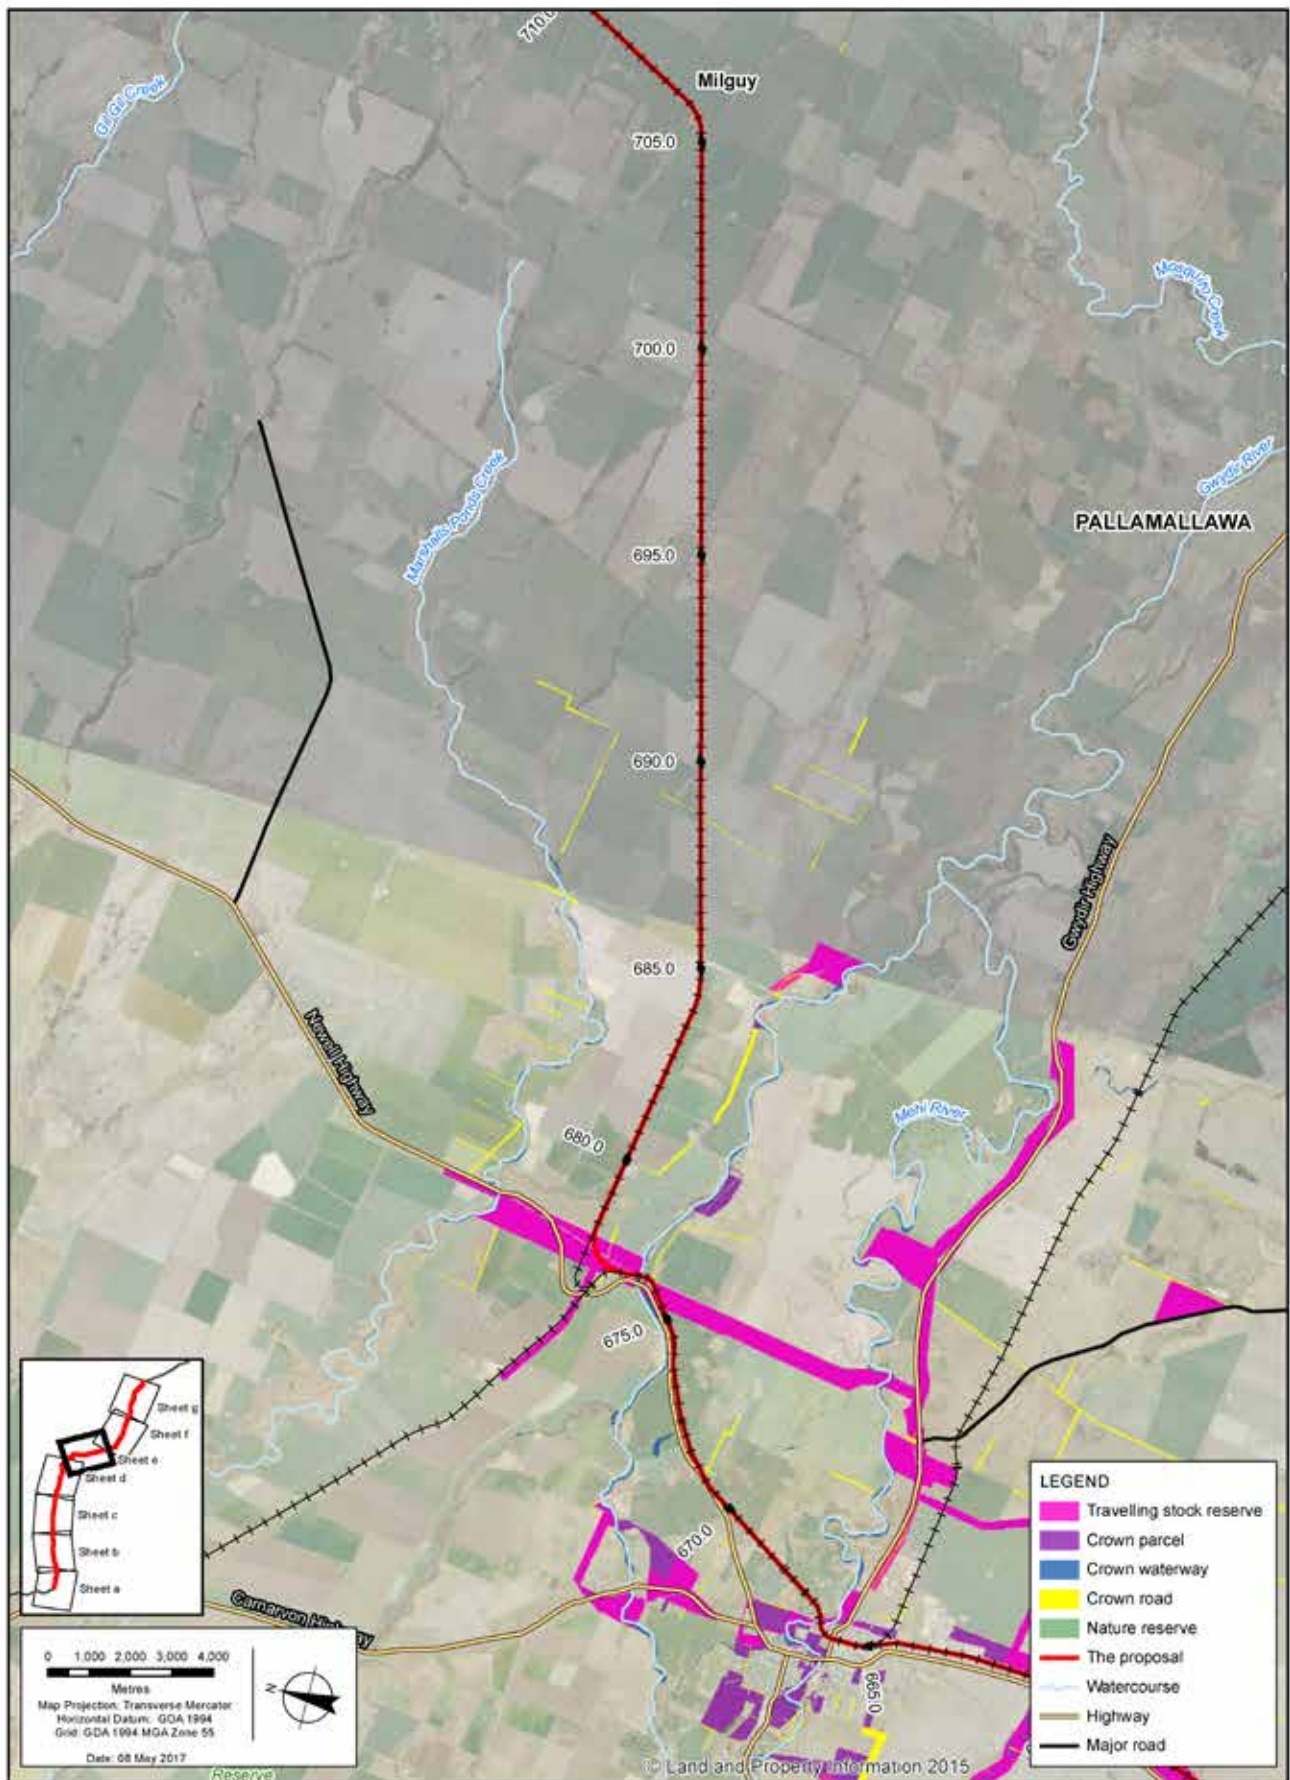 710.0
Milguy
Gil Gil Creek
705.0
Mosquito Creek
700.0
Marshalls Ponds Creek
Gwydir River
PALLAMALLAWA
695.0
690.0
Gwydir Highway
685.0
Newell Highway
Mehi River
680.0
675.0
670.0
665.0
Carnarvon Highway
Sheet g
Sheet f
Sheet e
Sheet d
Sheet c
Sheet b
Sheet a
LEGEND
Travelling stock reserve
Crown parcel
Crown waterway
Crown road
Nature reserve
The proposal
Watercourse
Highway
Major road
0 1,000 2,000 3,000 4,000
Metres
Map Projection: Transverse Mercator
Horizontal Datum: GDA 1994
Grid: GDA 1994 MGA Zone 55
Date: 08 May 2017
N
Reserve
© Land and Property Information 2015